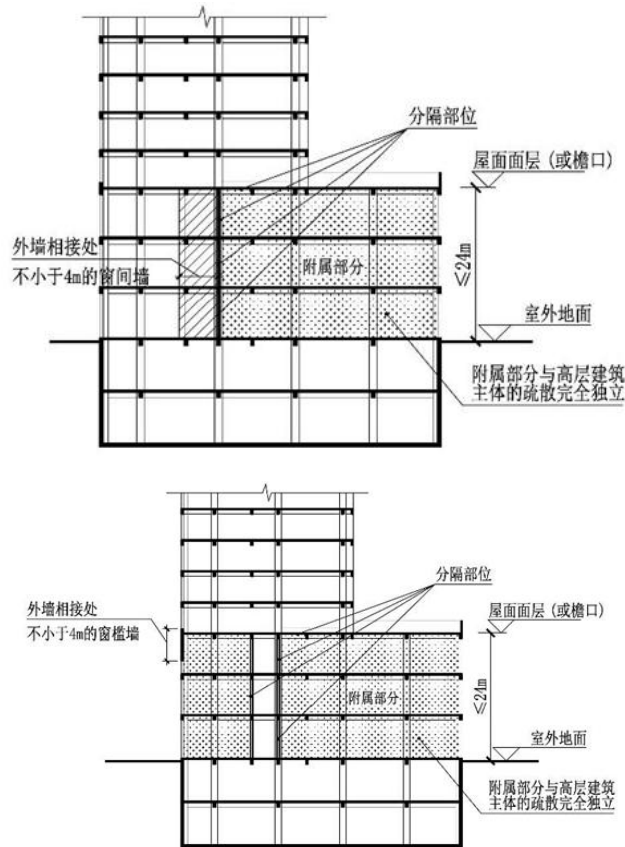 分隔部位
屋面面层（或檐口）
外墙相接处
不小于4m的窗间墙
附属部分
≤24m
室外地面
附属部分与高层建筑
主体的疏散完全独立
分隔部位
外墙相接处
不小于4m的窗槛墙
屋面面层（或檐口）
附属部分
≤24m
室外地面
附属部分与高层建筑
主体的疏散完全独立